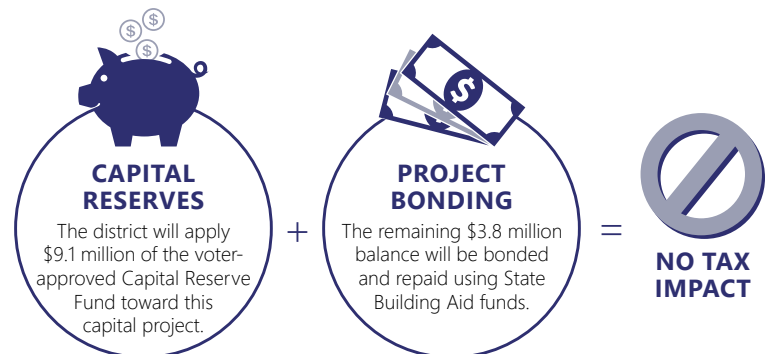 $
$
$
CAPITAL
RESERVES
The district will apply
$9.1 million of the voter-
approved Capital Reserve
Fund toward this
capital project.
+
$
PROJECT
BONDING
The remaining $3.8 million
balance will be bonded
and repaid using State
Building Aid funds.
=
NO TAX
IMPACT